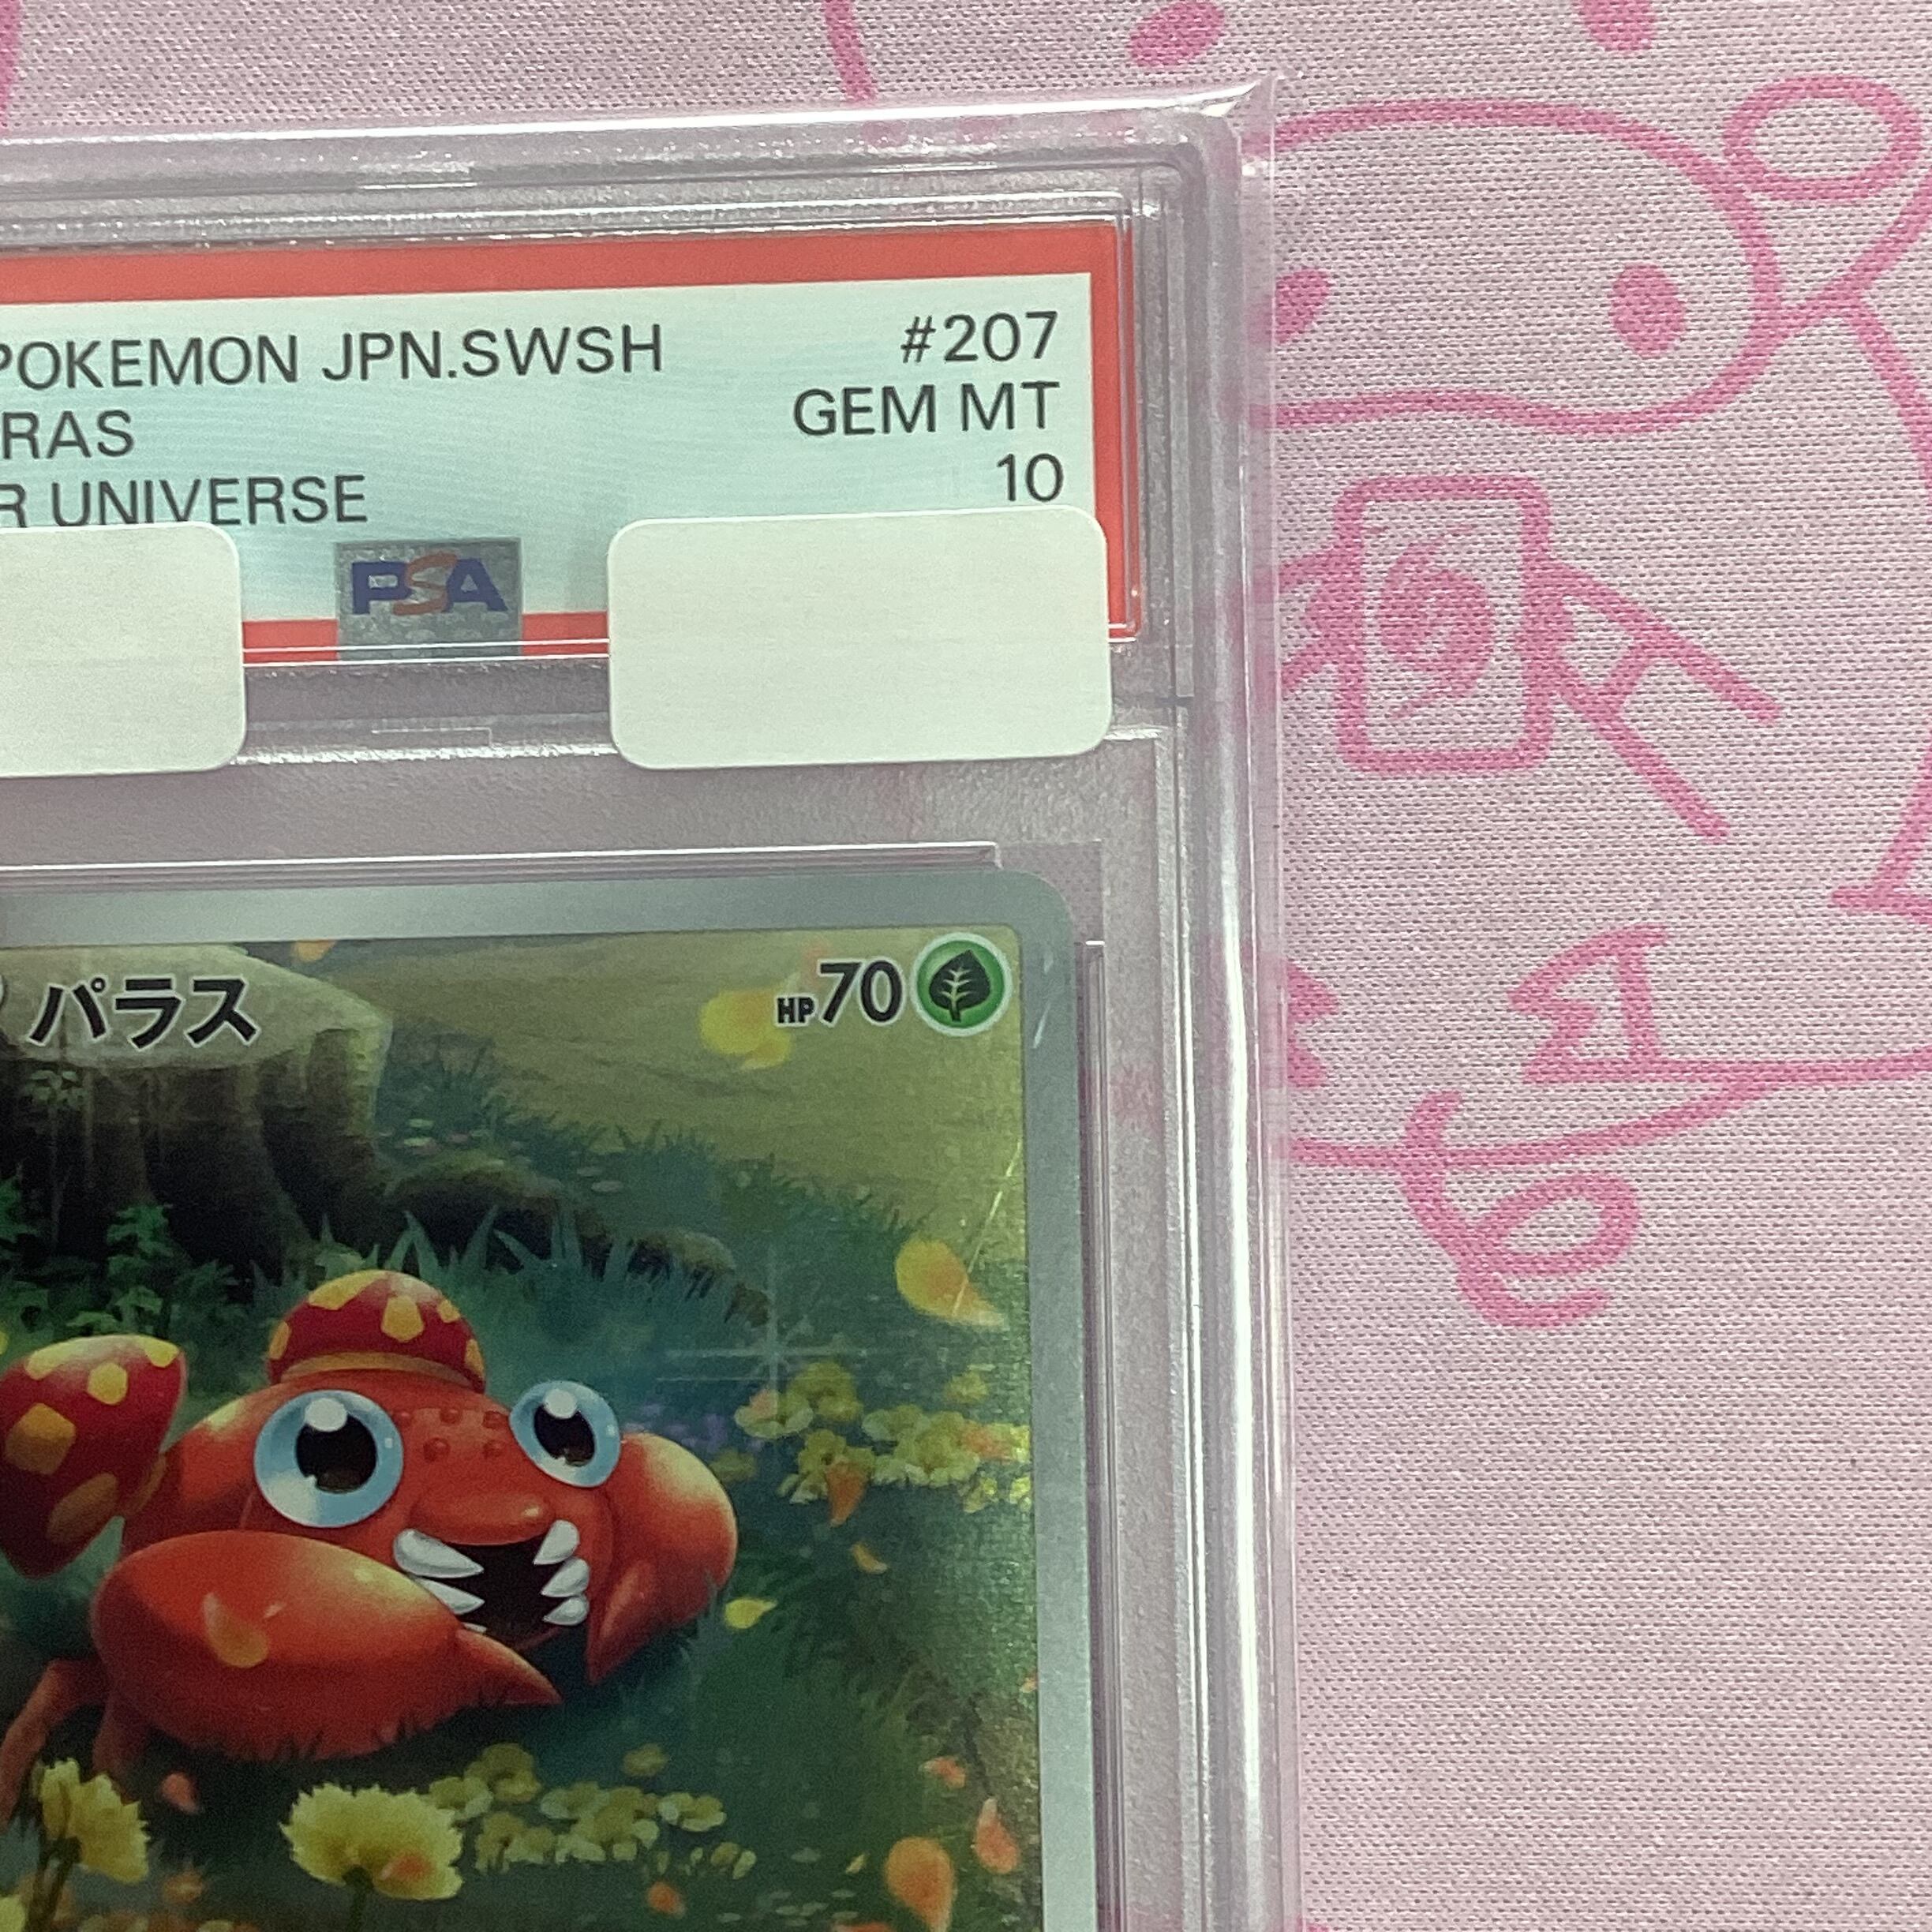 POKEMON JPN.SWSH #207
RAS GEM MT
R UNIVERSE 10
PSA
パラス HP70